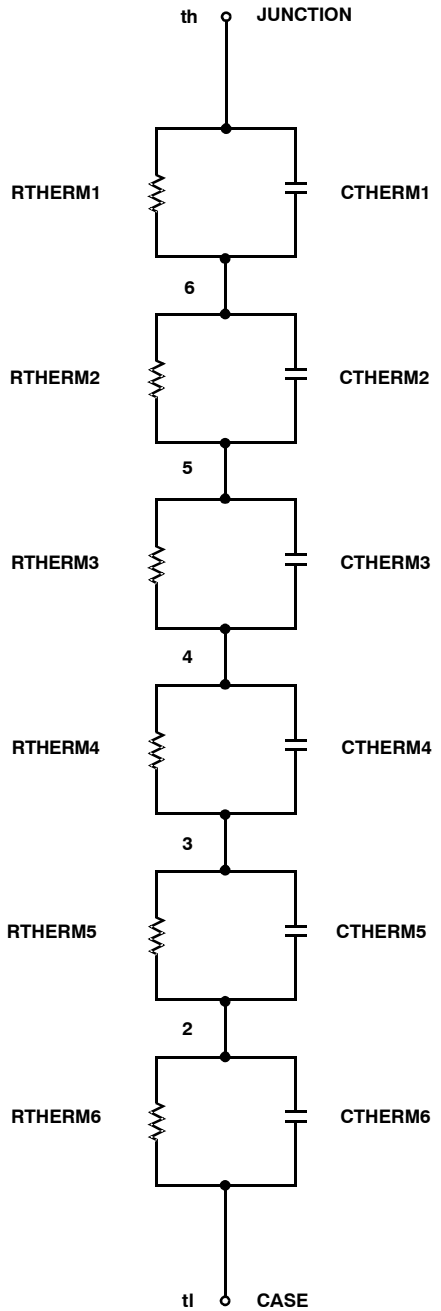 th JUNCTION
RTHERM1 CTHERM1
6
RTHERM2 CTHERM2
5
RTHERM3 CTHERM3
4
RTHERM4 CTHERM4
3
RTHERM5 CTHERM5
2
RTHERM6 CTHERM6
tl CASE